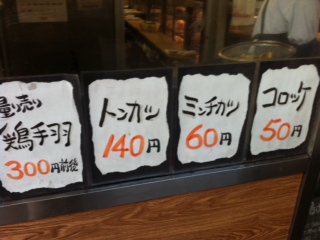 量り売り
鶏手羽
300円前後
トンカツ
140円
ミンチカツ
60円
コロッケ
50円